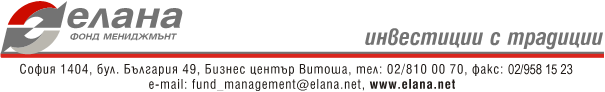 елана
ФОНД МЕНИДЖМЪНТ
инвестиции с традиции
София 1404, бул. България 49, Бизнес център Витоша, тел: 02/810 00 70, факс: 02/958 15 23
e-mail: fund_management@elana.net, www.elana.net